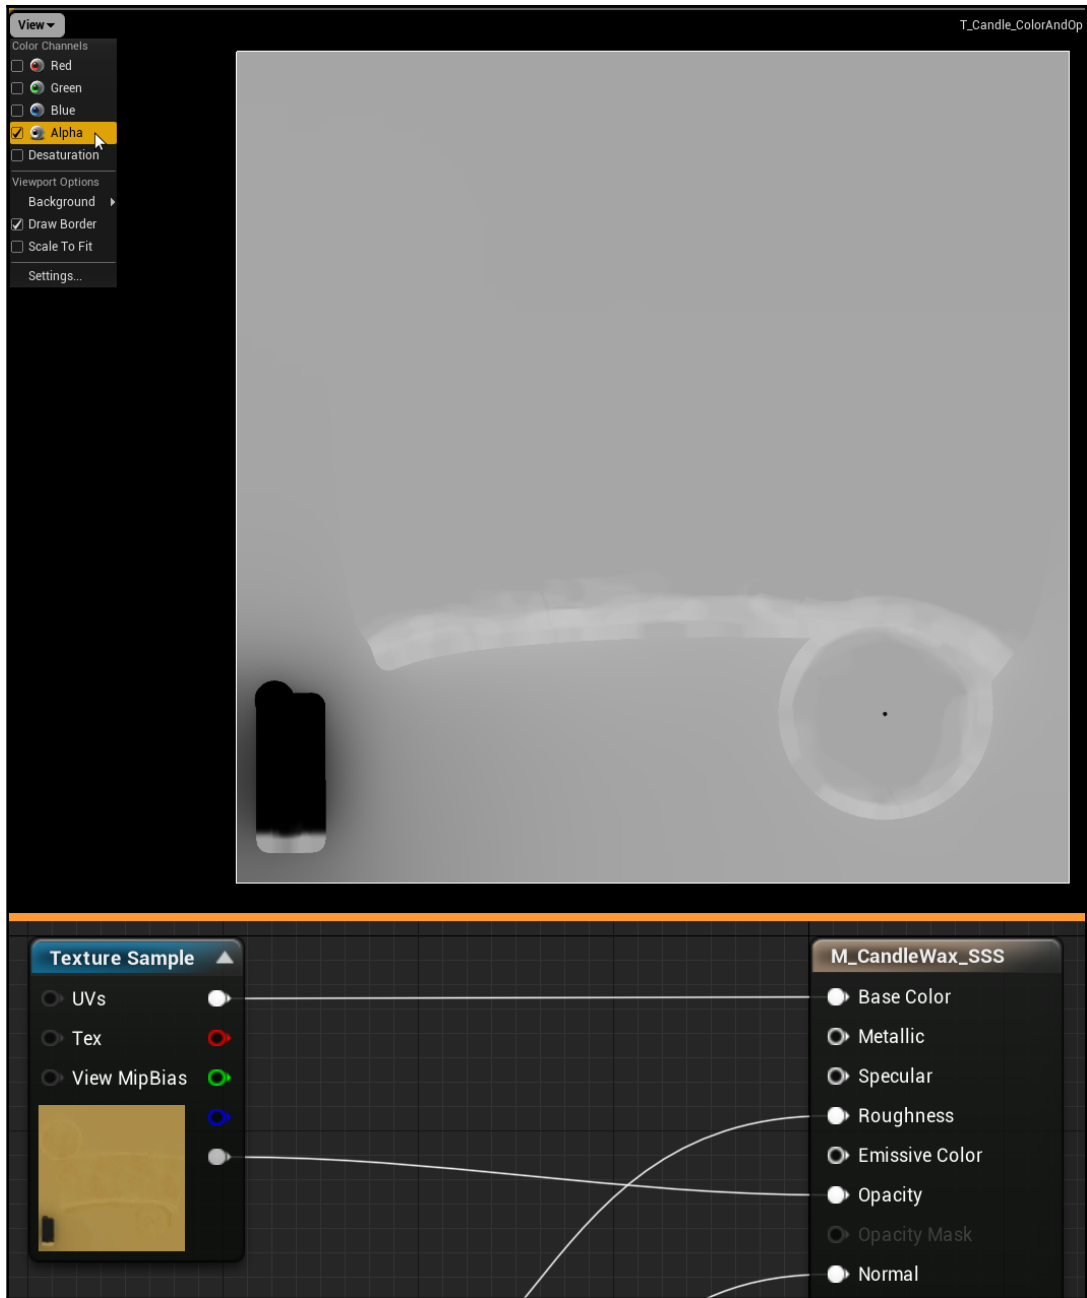 View
T_Candle_ColorAndOp
Color Channels
Red
Green
Blue
Alpha
Desaturation
Viewport Options
Background
Draw Border
Scale To Fit
Settings...
Texture Sample
UVs
Tex
View MipBias
M_CandleWax_SSS
Base Color
Metallic
Specular
Roughness
Emissive Color
Opacity
Opacity Mask
Normal